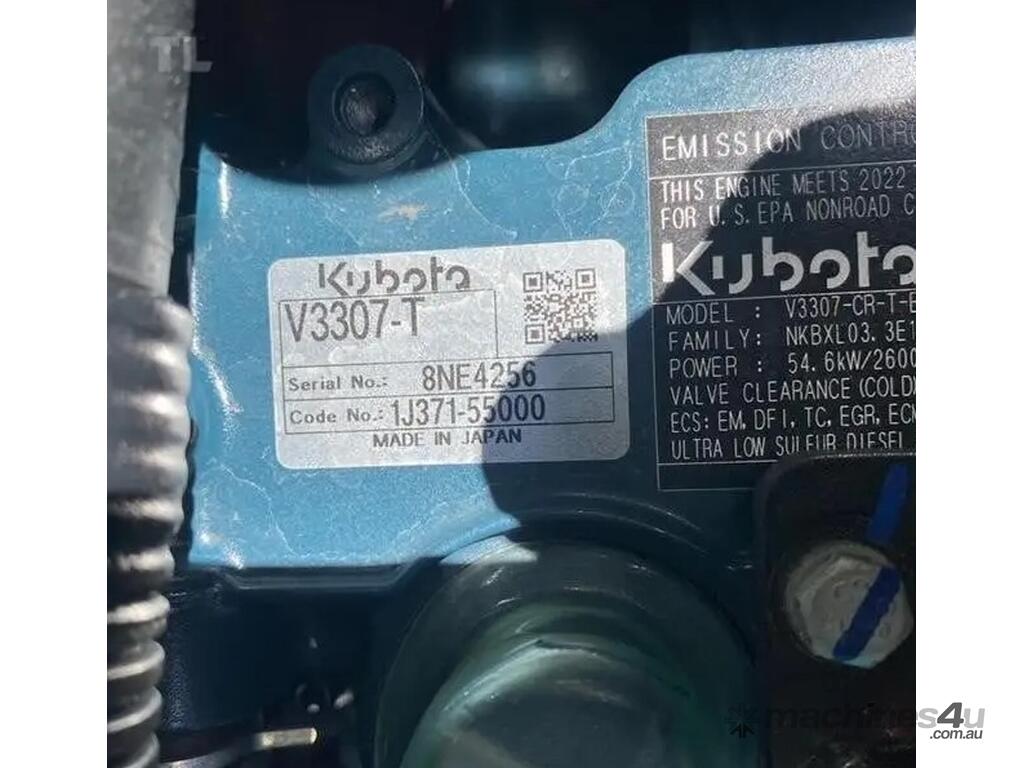 TL
Kubota
V3307-T
Serial No.: 8NE4256
Code No.: 1J371-55000
MADE IN JAPAN
EMISSION CONTRO
THIS ENGINE MEETS 2022
FOR U.S. EPA NONROAD C
Kubota
MODEL : V3307-CR-T-E
FAMILY: NKBXL03.3E1
POWER : 54.6kW/2600
VALVE CLEARANCE(COLD)
ECS: EM, DFI, TC, EGR, ECM
ULTRA LOW SULFUR DIESEL
machines4u
.com.au